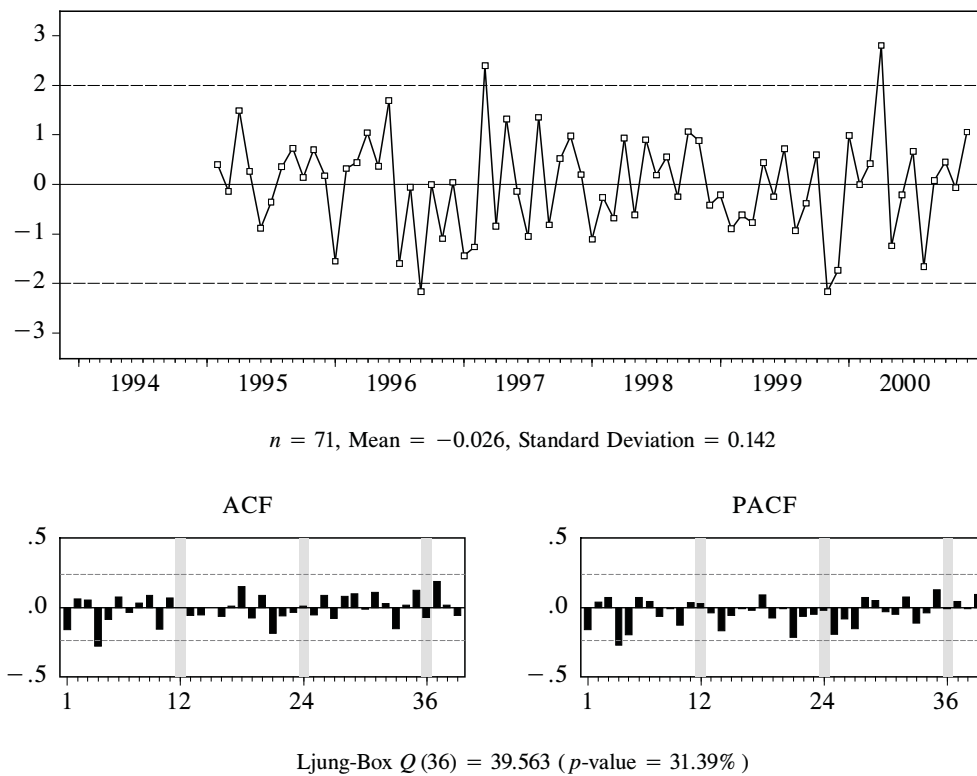 3
2
1
0
−1
−2
−3
1994 1995 1996 1997 1998 1999 2000
n = 71, Mean = −0.026, Standard Deviation = 0.142
ACF PACF
.5 .5
.0 .0
−.5 −.5
1 12 24 36 1 12 24 36
Ljung-Box Q (36) = 39.563 ( p-value = 31.39% )